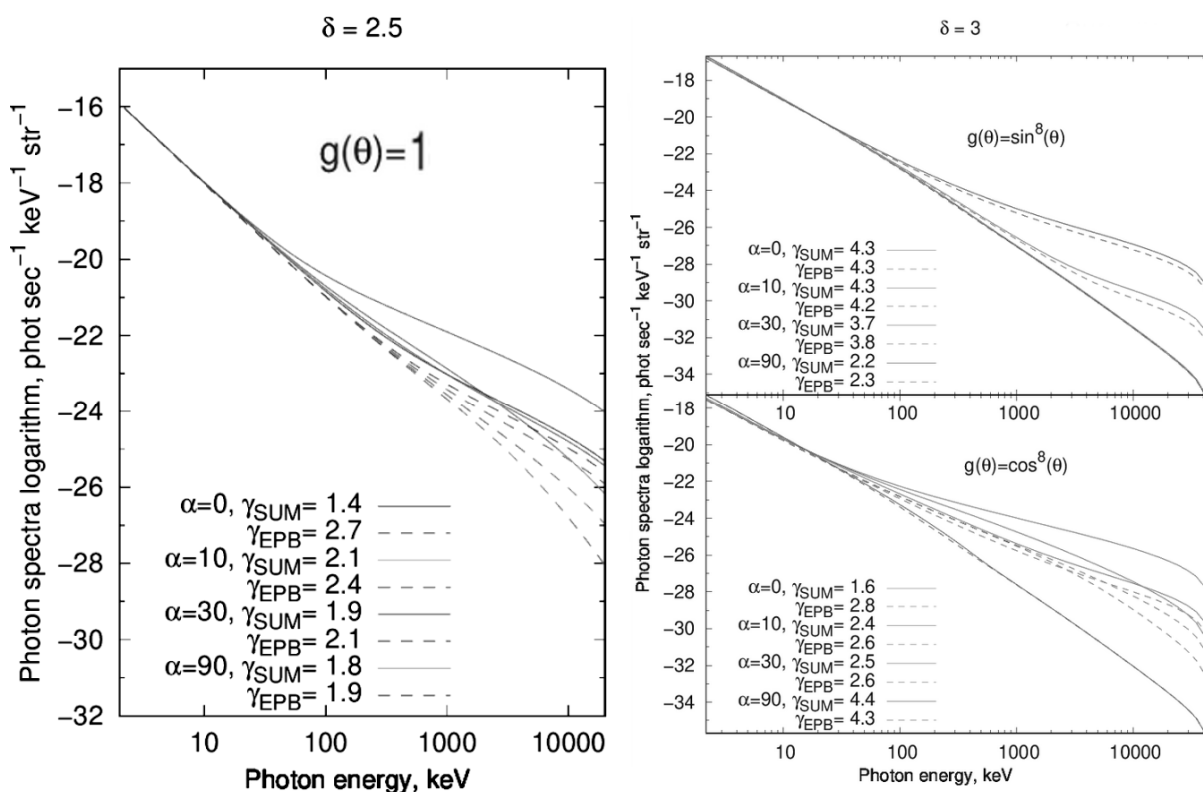 δ = 2.5
Photon spectra logarithm, phot sec⁻¹ keV⁻¹ str⁻¹
-16
-18
-20
-22
-24
-26
-28
-30
-32
g(θ)=1
α=0, γSUM= 1.4
γEPB= 2.7
α=10, γSUM= 2.1
γEPB= 2.4
α=30, γSUM= 1.9
γEPB= 2.1
α=90, γSUM= 1.8
γEPB= 1.9
10 100 1000 10000
Photon energy, keV
δ = 3
Photon spectra logarithm, phot sec⁻¹ keV⁻¹ str⁻¹
-18
-20
-22
-24
-26
-28
-30
-32
-34
g(θ)=sin⁸(θ)
α=0, γSUM= 4.3
γEPB= 4.3
α=10, γSUM= 4.3
γEPB= 4.2
α=30, γSUM= 3.7
γEPB= 3.8
α=90, γSUM= 2.2
γEPB= 2.3
10 100 1000 10000
-18
-20
-22
-24
-26
-28
-30
-32
-34
g(θ)=cos⁸(θ)
α=0, γSUM= 1.6
γEPB= 2.8
α=10, γSUM= 2.4
γEPB= 2.6
α=30, γSUM= 2.5
γEPB= 2.6
α=90, γSUM= 4.4
γEPB= 4.3
10 100 1000 10000
Photon energy, keV